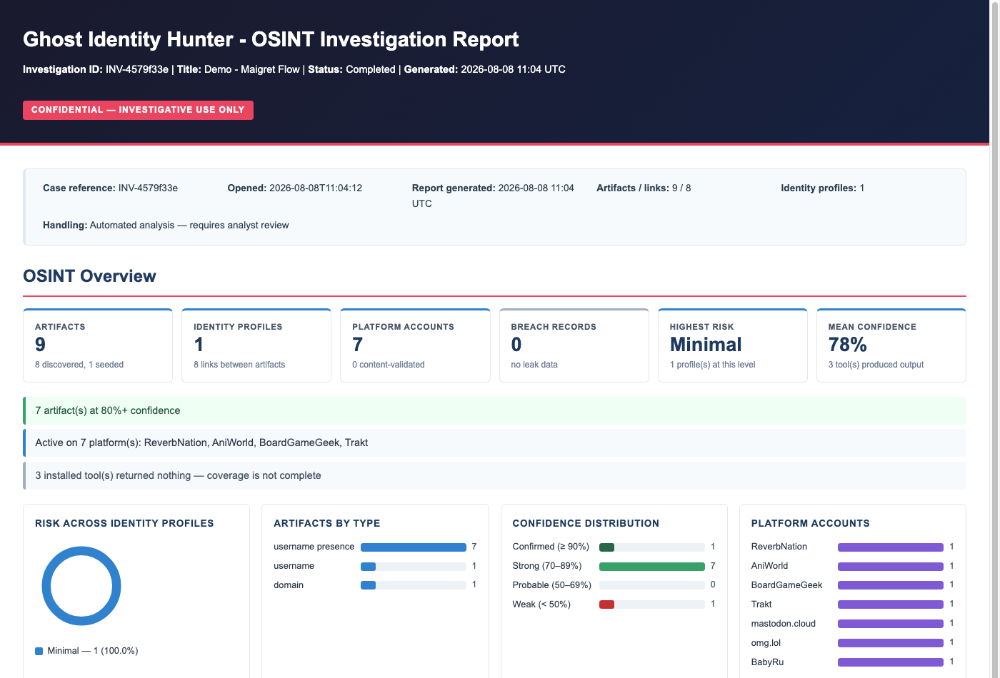 Ghost Identity Hunter - OSINT Investigation Report
Investigation ID: INV-4579f33e | Title: Demo - Maigret Flow | Status: Completed | Generated: 2026-08-08 11:04 UTC
CONFIDENTIAL — INVESTIGATIVE USE ONLY
Case reference: INV-4579f33e
Opened: 2026-08-08T11:04:12
Report generated: 2026-08-08 11:04
UTC
Artifacts / links: 9 / 8
Identity profiles: 1
Handling: Automated analysis — requires analyst review
OSINT Overview
ARTIFACTS
9
8 discovered, 1 seeded
IDENTITY PROFILES
1
8 links between artifacts
PLATFORM ACCOUNTS
7
0 content-validated
BREACH RECORDS
0
no leak data
HIGHEST RISK
Minimal
1 profile(s) at this level
MEAN CONFIDENCE
78%
3 tool(s) produced output
7 artifact(s) at 80%+ confidence
Active on 7 platform(s): ReverbNation, AniWorld, BoardGameGeek, Trakt
3 installed tool(s) returned nothing — coverage is not complete
RISK ACROSS IDENTITY PROFILES
Minimal — 1 (100.0%)
ARTIFACTS BY TYPE
username presence 7
username 1
domain 1
CONFIDENCE DISTRIBUTION
Confirmed (≥ 90%) 1
Strong (70–89%) 7
Probable (50–69%) 0
Weak (< 50%) 1
PLATFORM ACCOUNTS
ReverbNation 1
AniWorld 1
BoardGameGeek 1
Trakt 1
mastodon.cloud 1
omg.lol 1
BabyRu 1